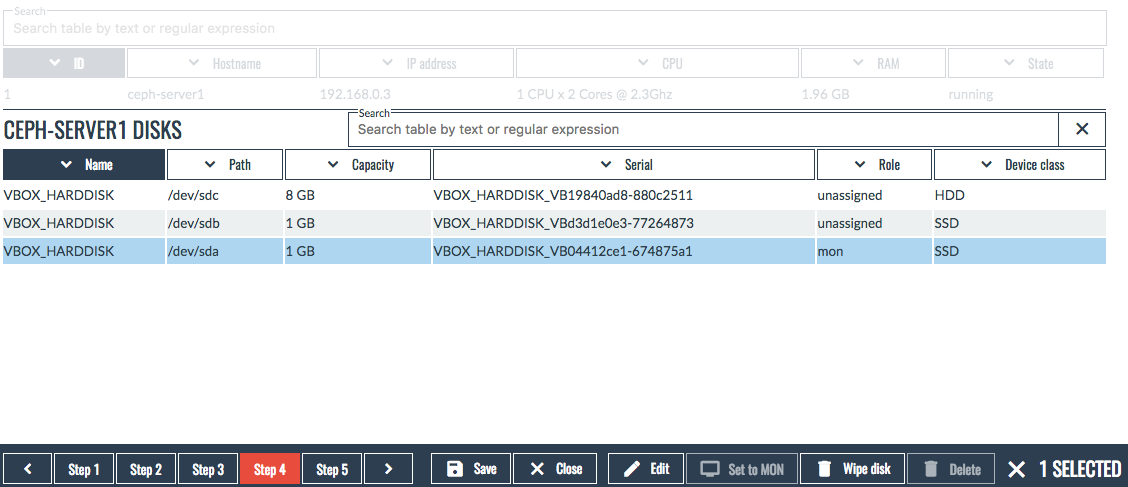 Search
Search table by text or regular expression
ID Hostname IP address CPU RAM State
1 ceph-server1 192.168.0.3 1 CPU x 2 Cores @ 2.3Ghz 1.96 GB running
CEPH-SERVER1 DISKS
Search
Search table by text or regular expression
Name Path Capacity Serial Role Device class
VBOX_HARDDISK /dev/sdc 8 GB VBOX_HARDDISK_VB19840ad8-880c2511 unassigned HDD
VBOX_HARDDISK /dev/sdb 1 GB VBOX_HARDDISK_VBd3d1e0e3-77264873 unassigned SSD
VBOX_HARDDISK /dev/sda 1 GB VBOX_HARDDISK_VB04412ce1-674875a1 mon SSD
Step 1 Step 2 Step 3 Step 4 Step 5 Save Close Edit Set to MON Wipe disk Delete 1 SELECTED